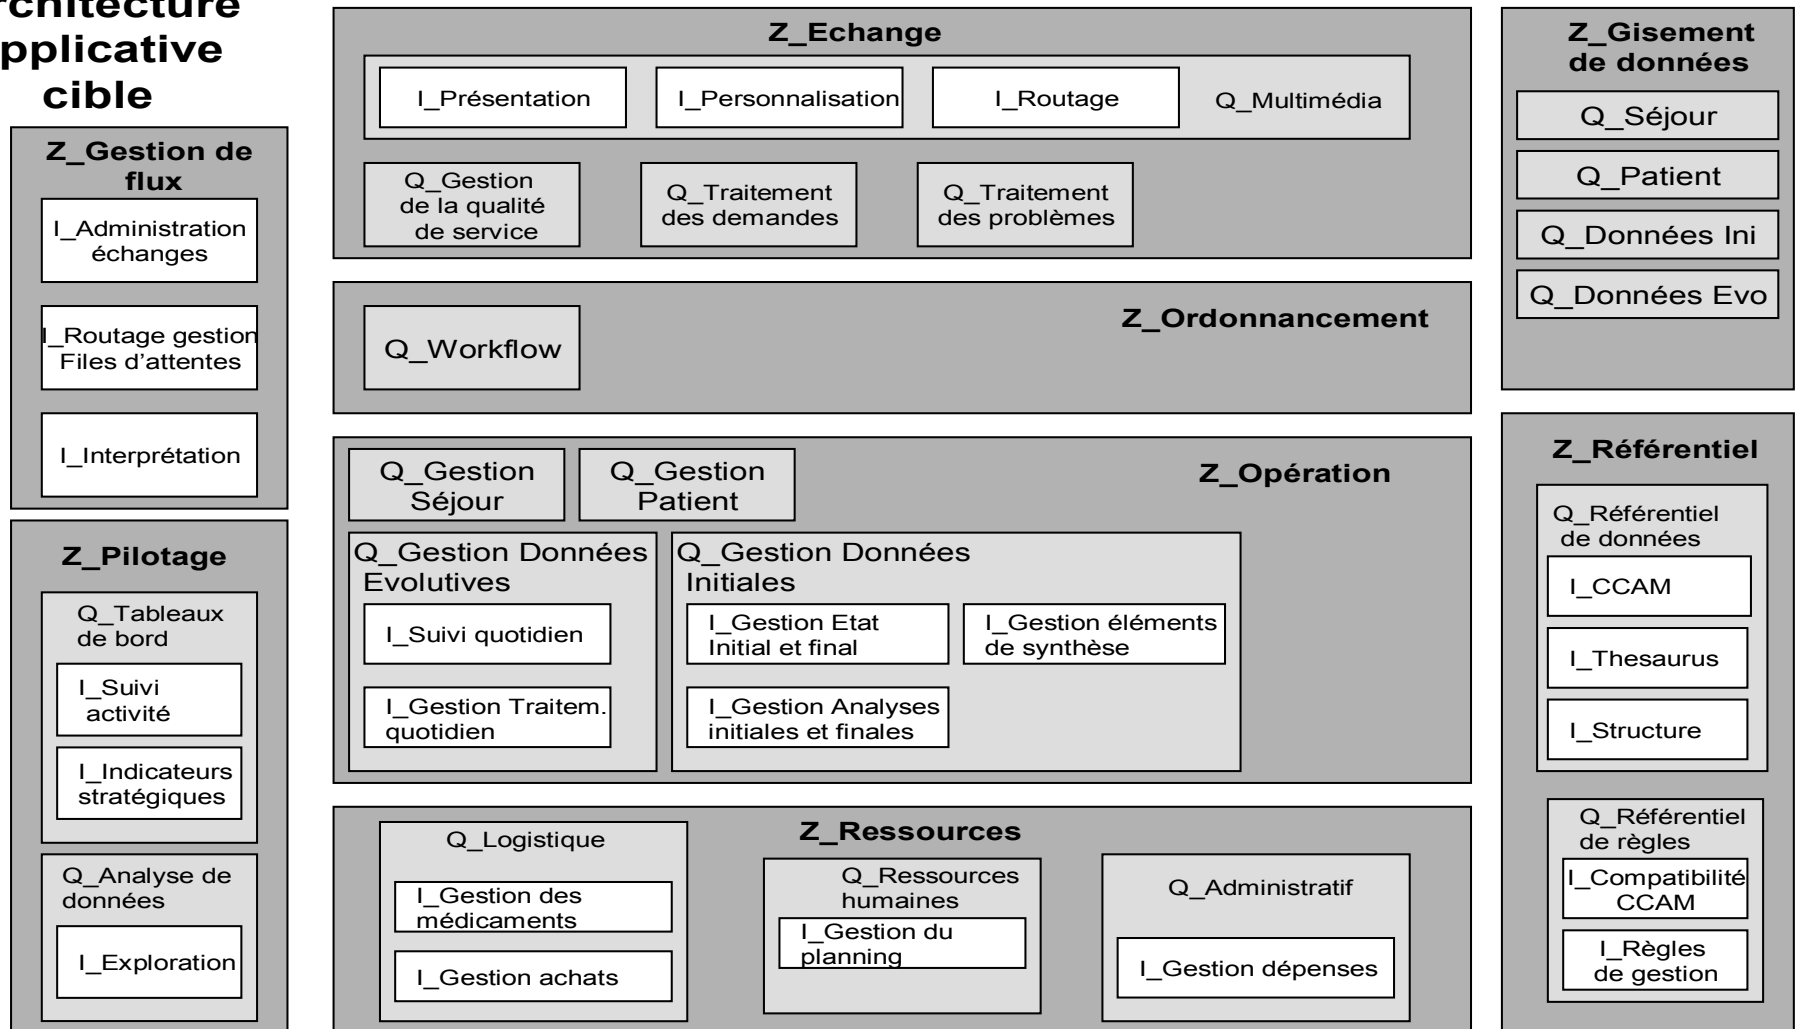 rchitecture
pplicative
cible
Z_Gestion de
flux
I_Administration
échanges
I_Routage gestion
Files d'attentes
I_Interprétation
Z_Pilotage
Q_Tableaux
de bord
I_Suivi
activité
I_Indicateurs
stratégiques
Q_Analyse de
données
I_Exploration
Z_Echange
I_Présentation
I_Personnalisation
I_Routage
Q_Multimédia
Q_Gestion
de la qualité
de service
Q_Traitement
des demandes
Q_Traitement
des problèmes
Z_Ordonnancement
Q_Workflow
Z_Opération
Q_Gestion
Séjour
Q_Gestion
Patient
Q_Gestion Données
Evolutives
I_Suivi quotidien
I_Gestion Traitem.
quotidien
Q_Gestion Données
Initiales
I_Gestion Etat
Initial et final
I_Gestion éléments
de synthèse
I_Gestion Analyses
initiales et finales
Z_Ressources
Q_Logistique
I_Gestion des
médicaments
I_Gestion achats
Q_Ressources
humaines
I_Gestion du
planning
Q_Administratif
I_Gestion dépenses
Z_Gisement
de données
Q_Séjour
Q_Patient
Q_Données Ini
Q_Données Evo
Z_Référentiel
Q_Référentiel
de données
I_CCAM
I_Thesaurus
I_Structure
Q_Référentiel
de règles
I_Compatibilité
CCAM
I_Règles
de gestion